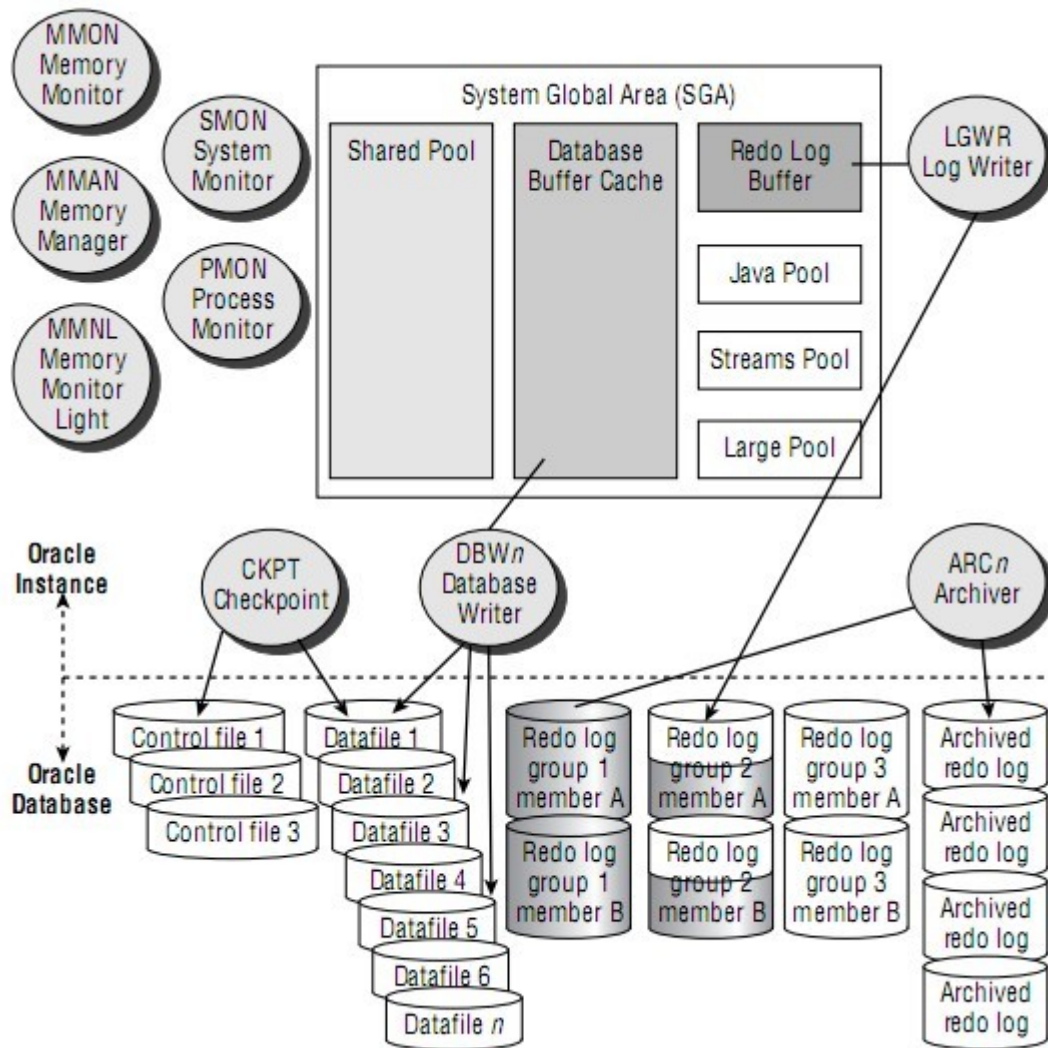 MMON
Memory
Monitor
SMON
System
Monitor
MMAN
Memory
Manager
PMON
Process
Monitor
MMNL
Memory
Monitor
Light
System Global Area (SGA)
Shared Pool
Database
Buffer Cache
Redo Log
Buffer
Java Pool
Streams Pool
Large Pool
LGWR
Log Writer
Oracle
Instance
CKPT
Checkpoint
DBWn
Database
Writer
ARCn
Archiver
Oracle
Database
Control file 1
Control file 2
Control file 3
Datafile 1
Datafile 2
Datafile 3
Datafile 4
Datafile 5
Datafile 6
Datafile n
Redo log
group 1
member A
Redo log
group 1
member B
Redo log
group 2
member A
Redo log
group 2
member B
Redo log
group 3
member A
Redo log
group 3
member B
Archived
redo log
Archived
redo log
Archived
redo log
Archived
redo log